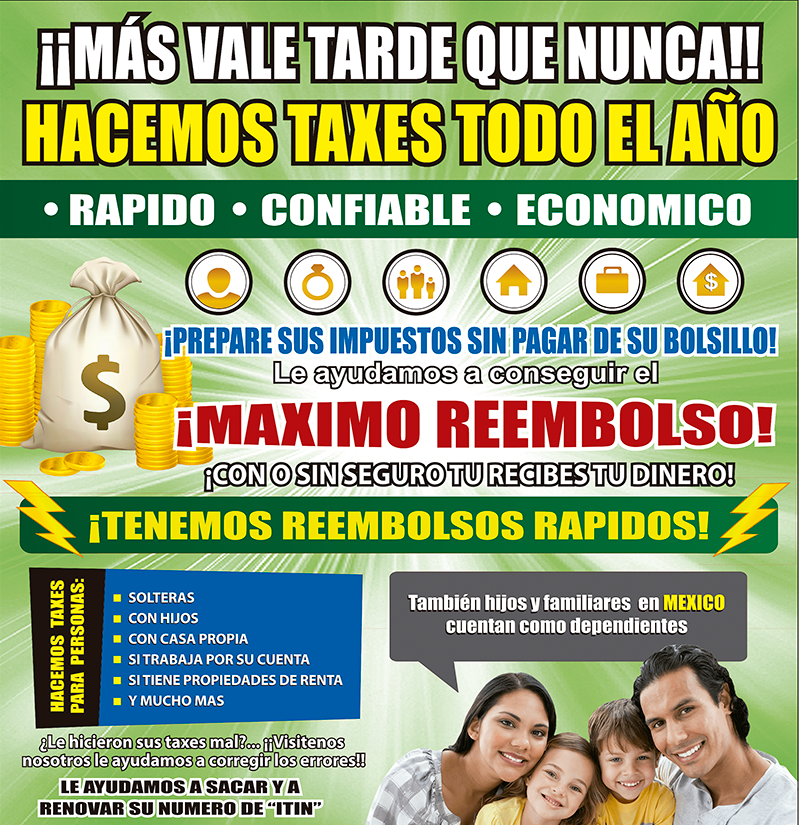 ¡¡MÁS VALE TARDE QUE NUNCA!!
HACEMOS TAXES TODO EL AÑO
• RAPIDO • CONFIABLE • ECONOMICO
$
$
¡PREPARE SUS IMPUESTOS SIN PAGAR DE SU BOLSILLO!
Le ayudamos a conseguir el
¡MAXIMO REEMBOLSO!
¡CON O SIN SEGURO TU RECIBES TU DINERO!
¡TENEMOS REEMBOLSOS RAPIDOS!
HACEMOS TAXES
PARA PERSONAS:
SOLTERAS
CON HIJOS
CON CASA PROPIA
SI TRABAJA POR SU CUENTA
SI TIENE PROPIEDADES DE RENTA
Y MUCHO MAS
También hijos y familiares en MEXICO
cuentan como dependientes
¿Le hicieron sus taxes mal?... ¡¡Visitenos
nosotros le ayudamos a corregir los errores!!
LE AYUDAMOS A SACAR Y A
RENOVAR SU NUMERO DE “ITIN”